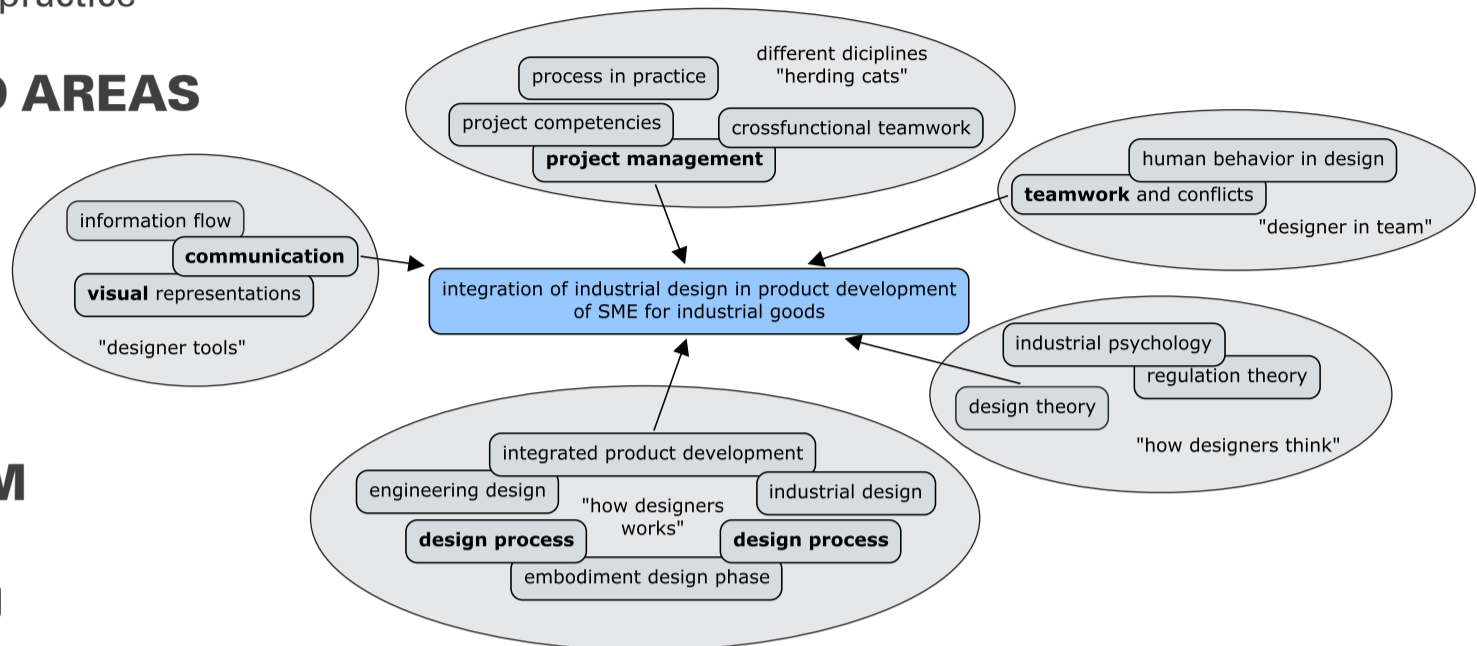 practice
AREAS
process in practice
different diciplines
"herding cats"
project competencies
crossfunctional teamwork
project management
human behavior in design
teamwork and conflicts
"designer in team"
information flow
communication
visual representations
"designer tools"
integration of industrial design in product development
of SME for industrial goods
industrial psychology
regulation theory
design theory
"how designers think"
integrated product development
engineering design
industrial design
"how designers
works"
design process
design process
embodiment design phase
M